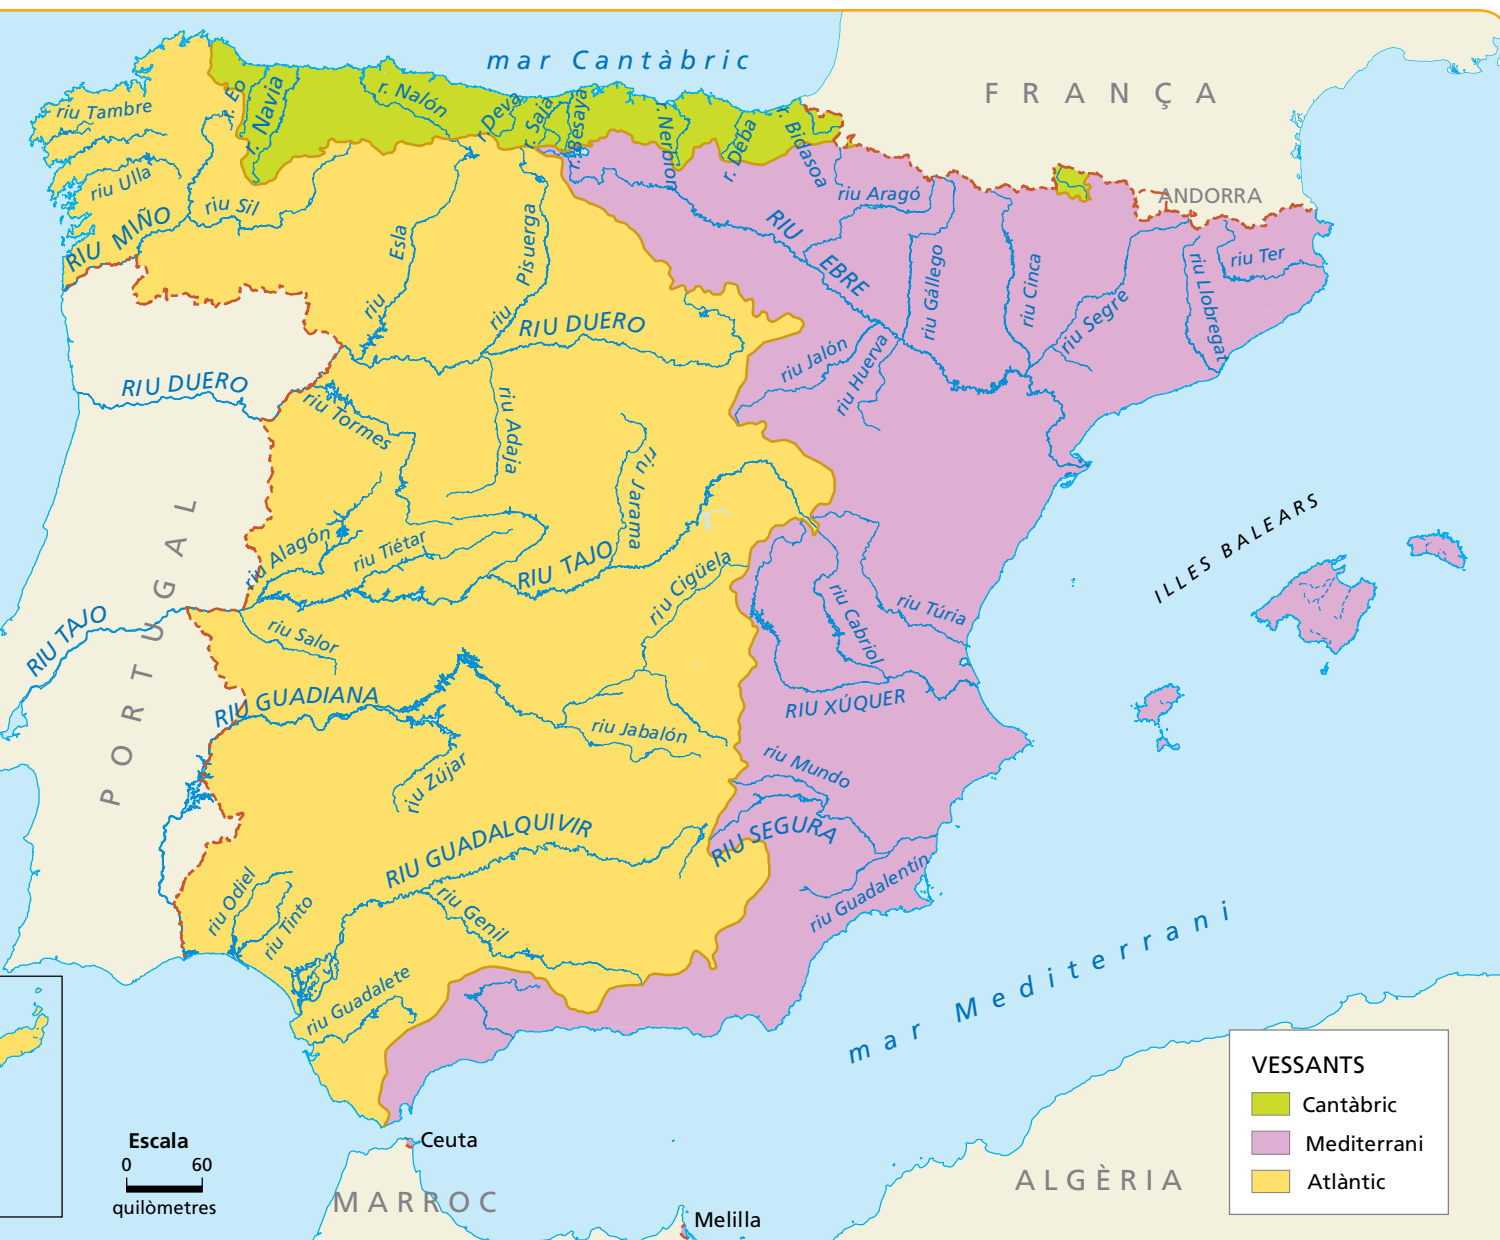 mar Cantàbric
FRANÇA
ANDORRA
riu Tambre
r. Eo
r. Navia
r. Nalón
r. Deva
r. Saja
r. Besaya
r. Nerbion
r. Deba
r. Bidasoa
riu Ulla
RIU MIÑO
riu Sil
riu Esla
riu Pisuerga
RIU EBRE
riu Aragó
riu Gállego
riu Cinca
riu Segre
riu Llobregat
riu Ter
RIU DUERO
RIU DUERO
riu Jalón
riu Huerva
riu Tormes
riu Adaja
riu Jarama
PORTUGAL
ILLES BALEARS
riu Alagón
riu Tiétar
RIU TAJO
riu Cigüela
riu Cabriol
riu Túria
RIU TAJO
riu Salor
RIU GUADIANA
RIU XÚQUER
riu Jabalón
riu Zújar
riu Mundo
RIU GUADALQUIVIR
RIU SEGURA
riu Guadalentín
riu Odiel
riu Tinto
riu Genil
riu Guadalete
mar Mediterrani
Escala
0 60
quilòmetres
Ceuta
MARROC
Melilla
ALGÈRIA
VESSANTS
Cantàbric
Mediterrani
Atlàntic